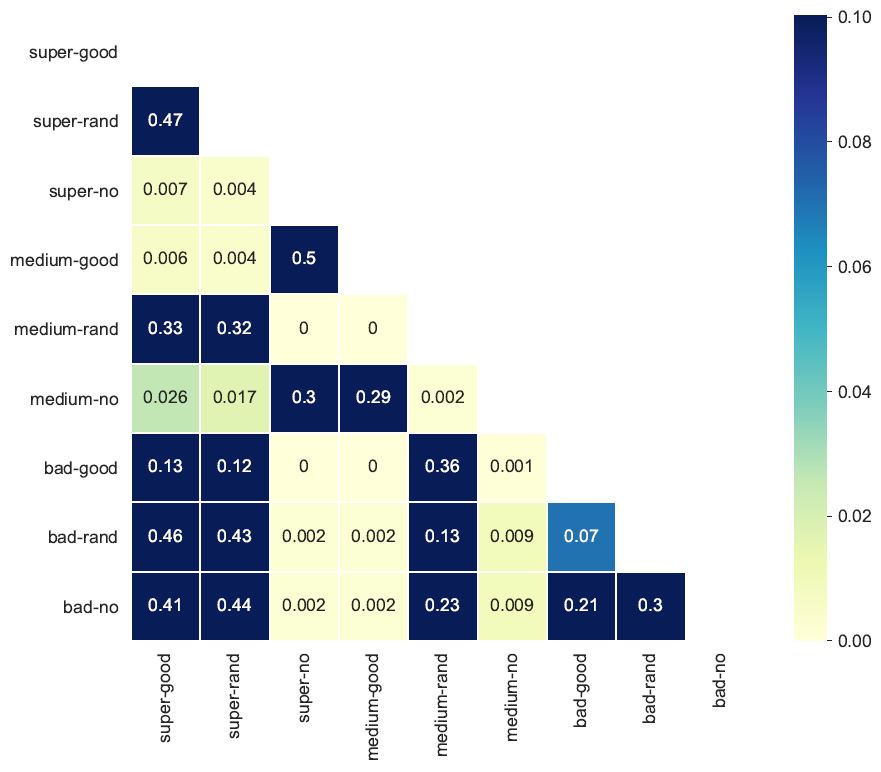 super-good
super-rand 0.47
super-no 0.007 0.004
medium-good 0.006 0.004 0.5
medium-rand 0.33 0.32 0 0
medium-no 0.026 0.017 0.3 0.29 0.002
bad-good 0.13 0.12 0 0 0.36 0.001
bad-rand 0.46 0.43 0.002 0.002 0.13 0.009 0.07
bad-no 0.41 0.44 0.002 0.002 0.23 0.009 0.21 0.3
super-good super-rand super-no medium-good medium-rand medium-no bad-good bad-rand bad-no
0.10
0.08
0.06
0.04
0.02
0.00